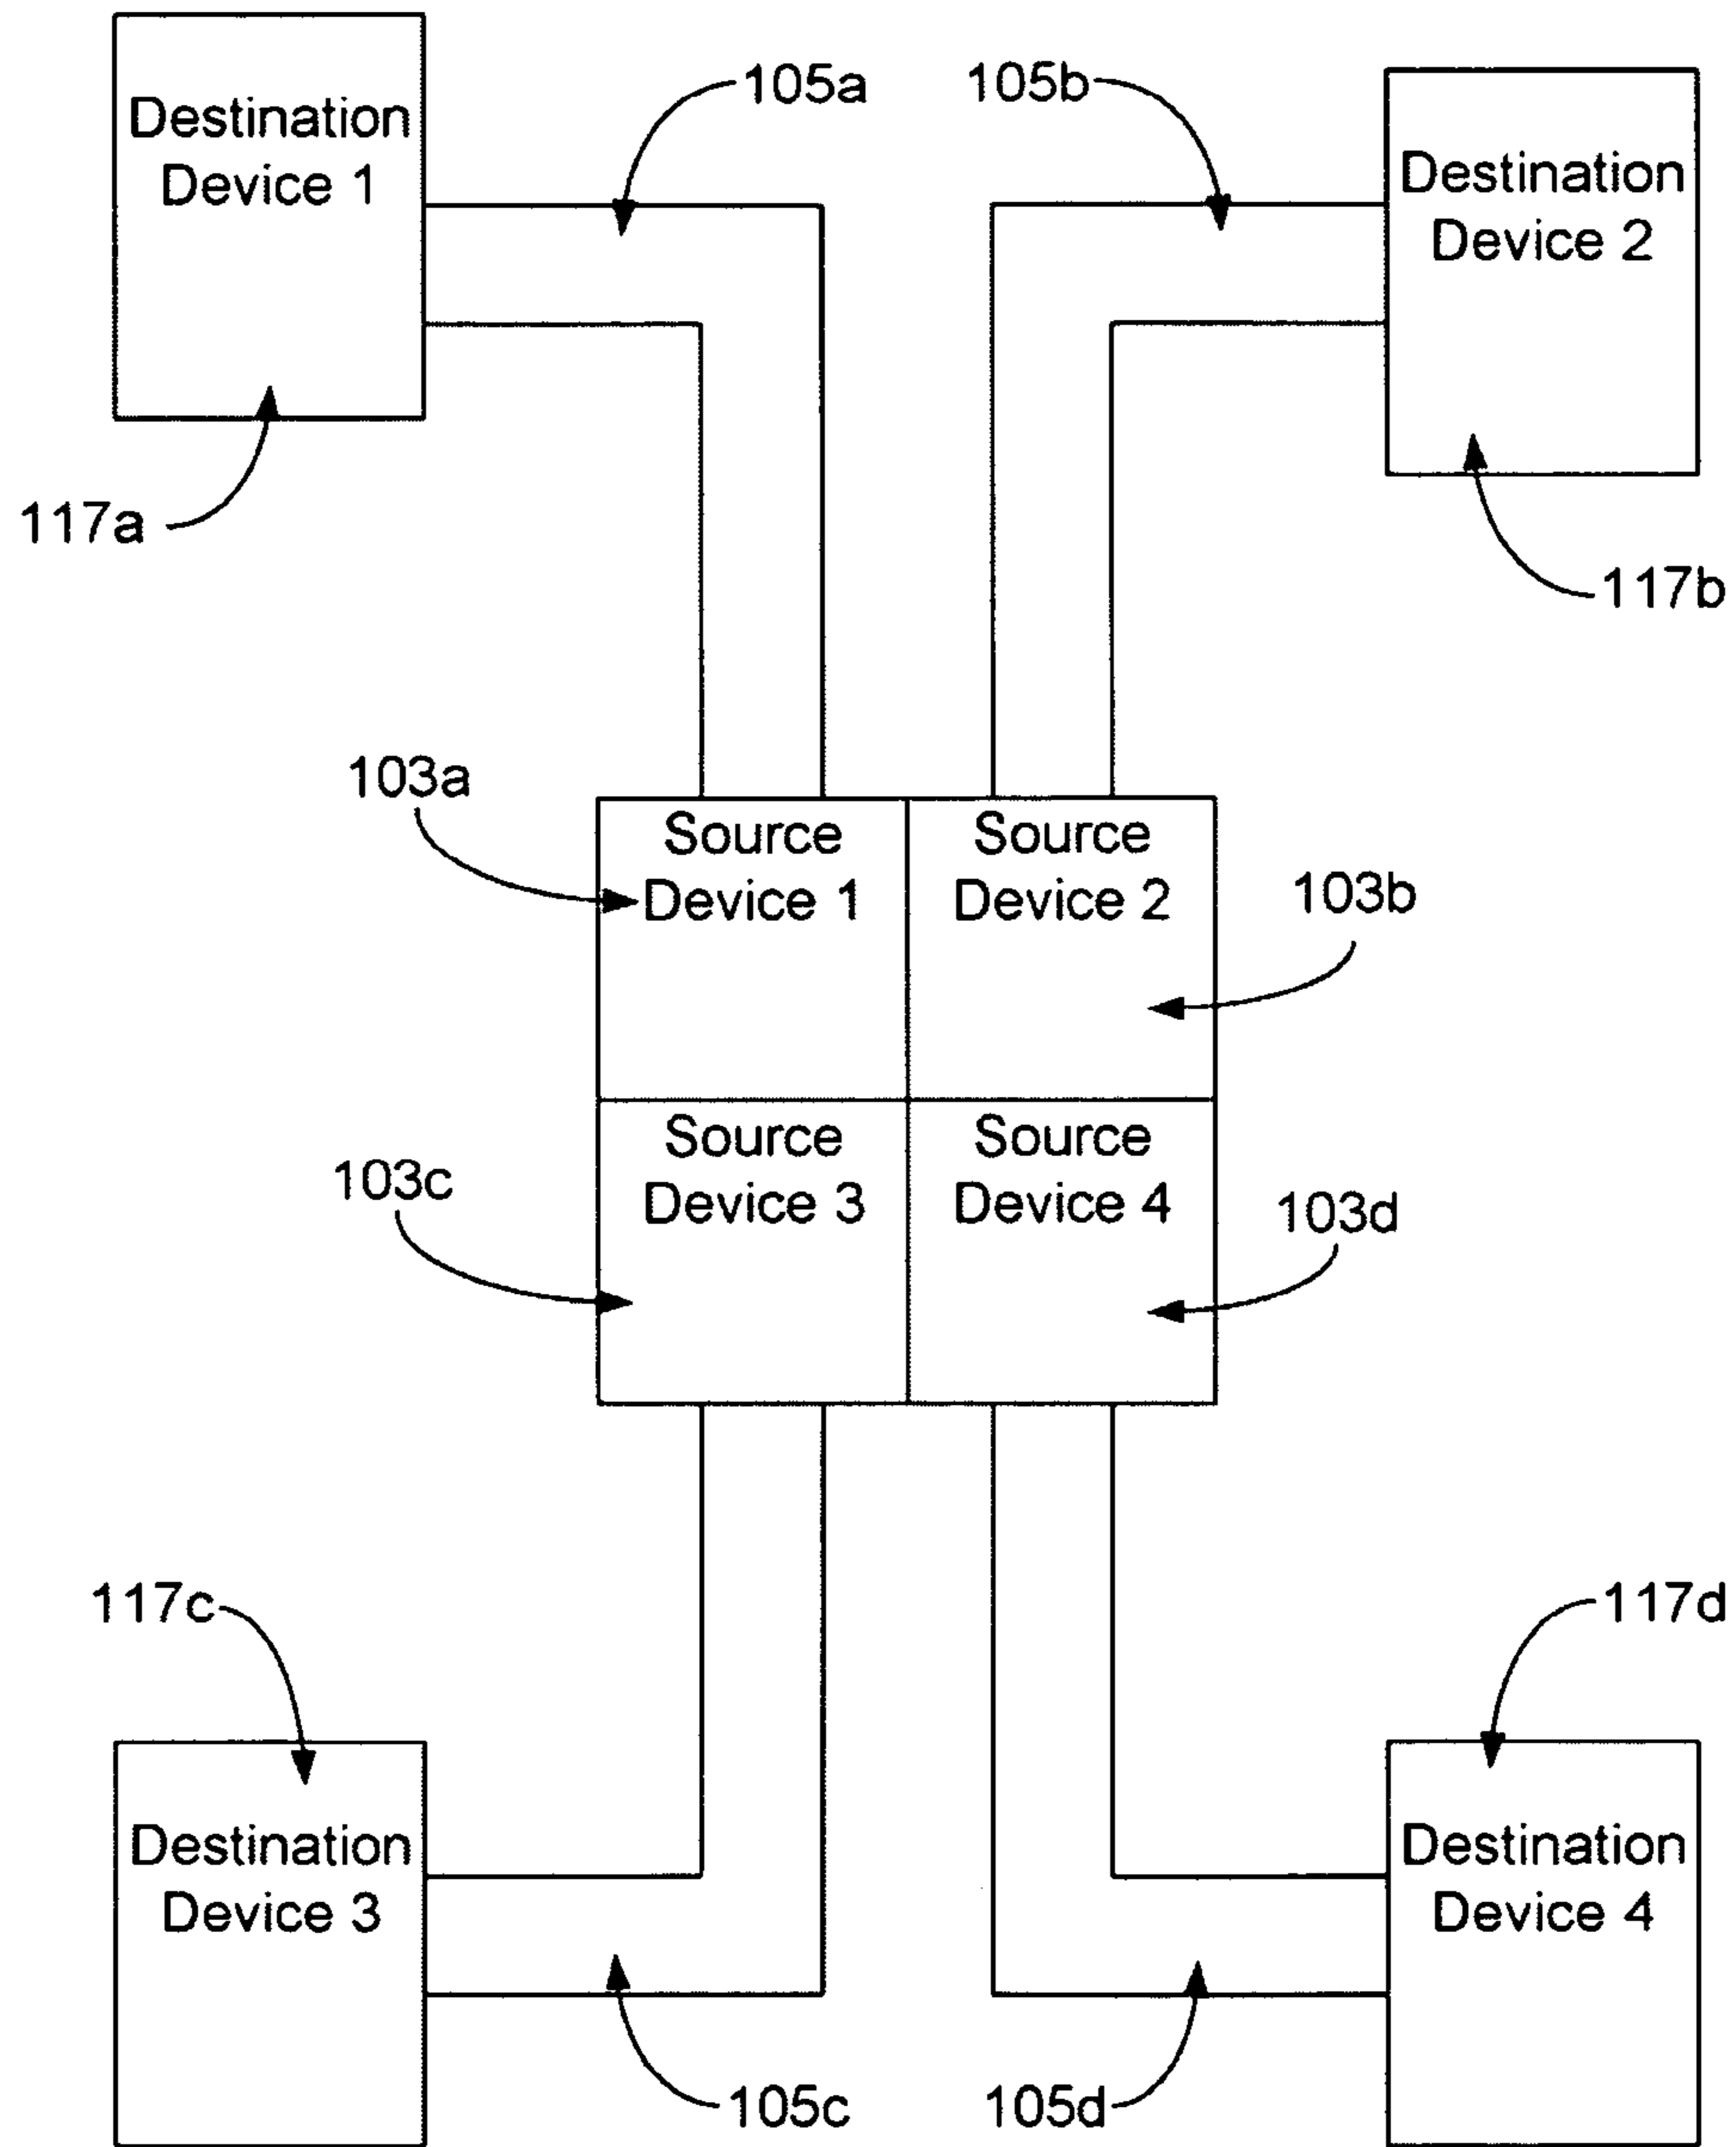 105a
105b
Destination
Device 1
Destination
Device 2
117a
117b
103a
Source
Device 1
Source
Device 2
103b
Source
Device 3
Source
Device 4
103c
103d
117c
117d
Destination
Device 3
Destination
Device 4
105c
105d